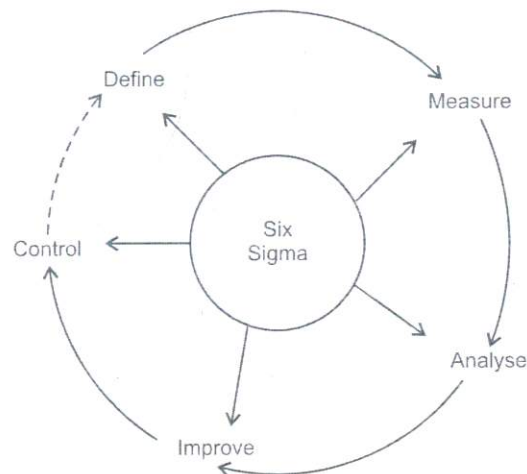 Define
Measure
Six
Sigma
Control
Analyse
Improve